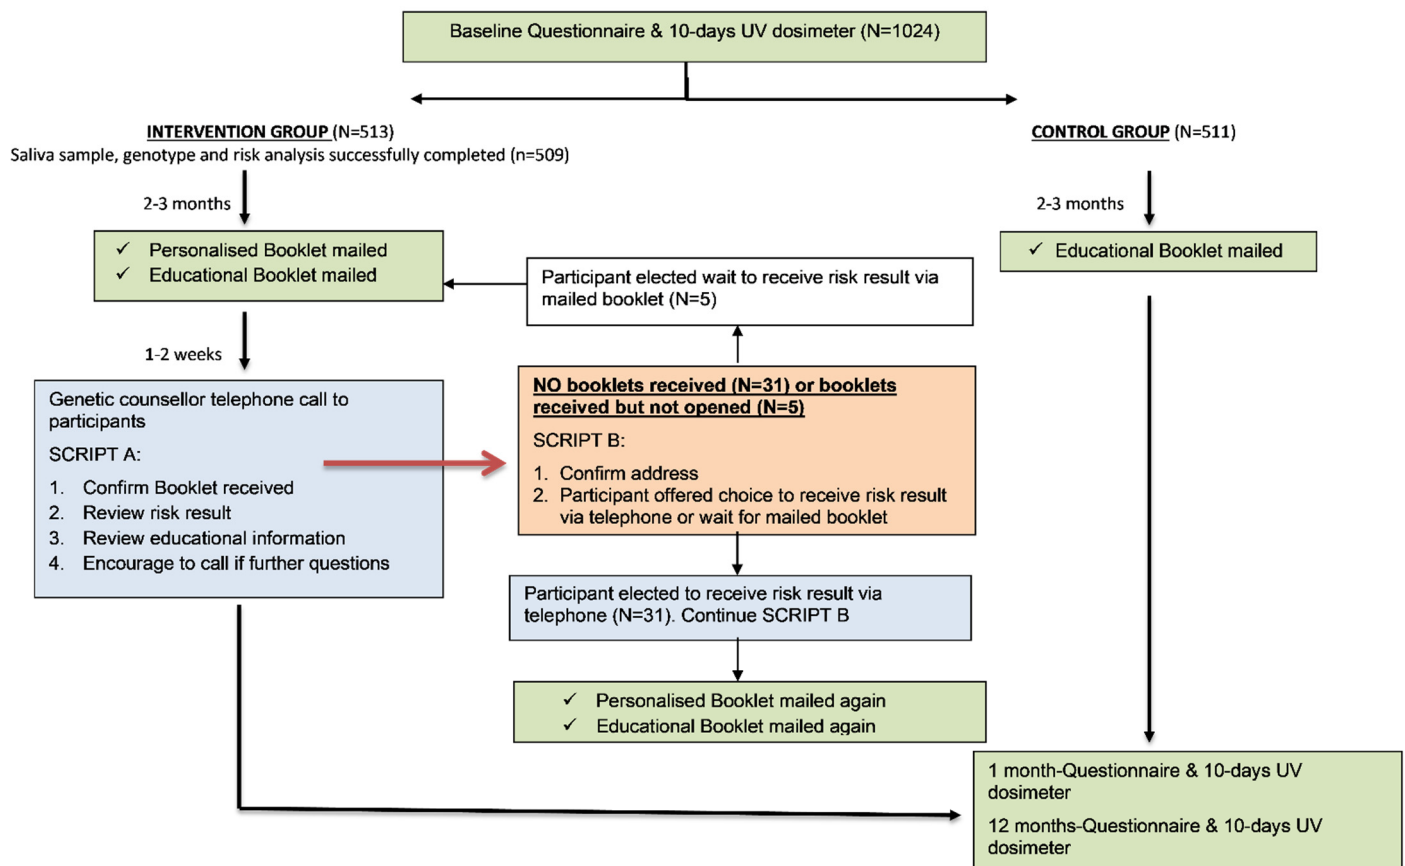 Baseline Questionnaire & 10-days UV dosimeter (N=1024)
INTERVENTION GROUP (N=513)
Saliva sample, genotype and risk analysis successfully completed (n=509)
CONTROL GROUP (N=511)
2-3 months
2-3 months
✓ Personalised Booklet mailed
✓ Educational Booklet mailed
✓ Educational Booklet mailed
Participant elected wait to receive risk result via
mailed booklet (N=5)
1-2 weeks
Genetic counsellor telephone call to
participants
SCRIPT A:
1. Confirm Booklet received
2. Review risk result
3. Review educational information
4. Encourage to call if further questions
NO booklets received (N=31) or booklets
received but not opened (N=5)
SCRIPT B:
1. Confirm address
2. Participant offered choice to receive risk result
via telephone or wait for mailed booklet
Participant elected to receive risk result via
telephone (N=31). Continue SCRIPT B
✓ Personalised Booklet mailed again
✓ Educational Booklet mailed again
1 month-Questionnaire & 10-days UV
dosimeter
12 months-Questionnaire & 10-days UV
dosimeter